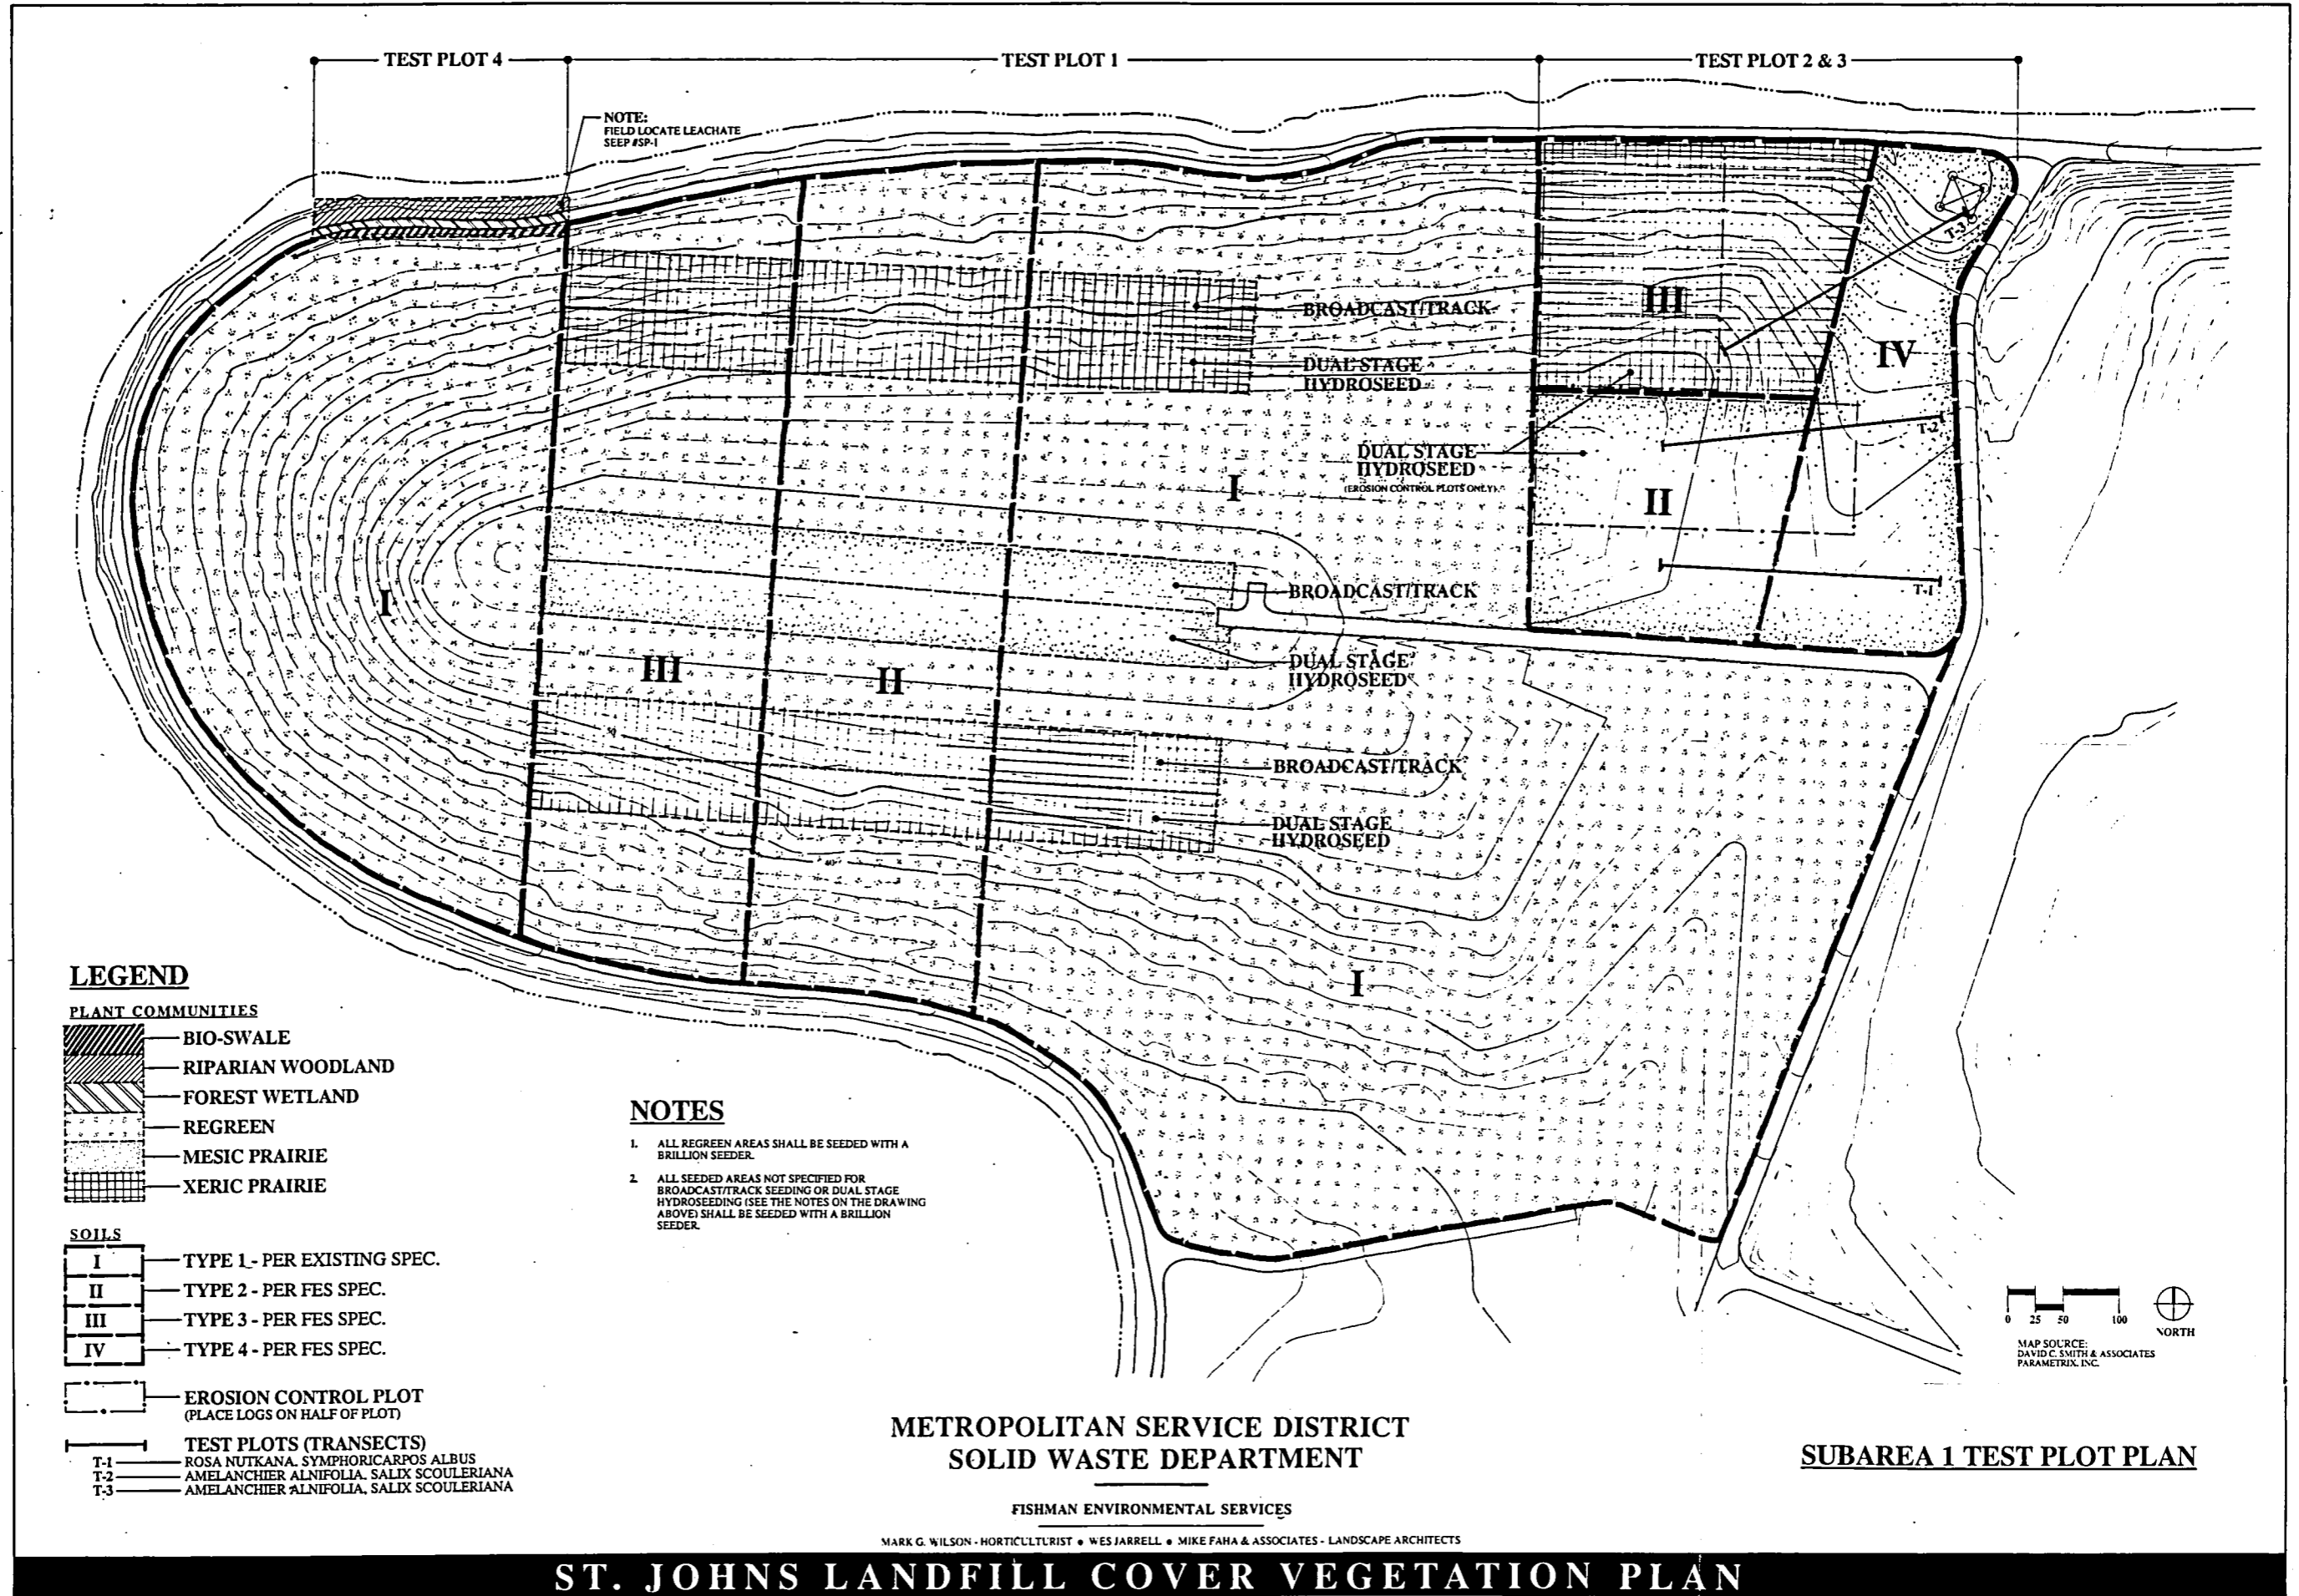 TEST PLOT 4
TEST PLOT 1
TEST PLOT 2 & 3
NOTE:
FIELD LOCATE LEACHATE
SEEP #SP-1
T-3
BROADCAST/TRACK
III
IV
DUAL STAGE
HYDROSEED
T-2
DUAL STAGE
HYDROSEED
(EROSION CONTROL PLOTS ONLY)
I
II
BROADCAST/TRACK
T-1
I
DUAL STAGE
HYDROSEED
III
II
BROADCAST/TRACK
DUAL STAGE
HYDROSEED
40
30
I
20
LEGEND
PLANT COMMUNITIES
BIO-SWALE
RIPARIAN WOODLAND
FOREST WETLAND
REGREEN
MESIC PRAIRIE
XERIC PRAIRIE
SOILS
I TYPE 1 - PER EXISTING SPEC.
II TYPE 2 - PER FES SPEC.
III TYPE 3 - PER FES SPEC.
IV TYPE 4 - PER FES SPEC.
EROSION CONTROL PLOT
(PLACE LOGS ON HALF OF PLOT)
TEST PLOTS (TRANSECTS)
T-1 ROSA NUTKANA, SYMPHORICARPOS ALBUS
T-2 AMELANCHIER ALNIFOLIA, SALIX SCOULERIANA
T-3 AMELANCHIER ALNIFOLIA, SALIX SCOULERIANA
NOTES
1. ALL REGREEN AREAS SHALL BE SEEDED WITH A
BRILLION SEEDER.
2. ALL SEEDED AREAS NOT SPECIFIED FOR
BROADCAST/TRACK SEEDING OR DUAL STAGE
HYDROSEEDING (SEE THE NOTES ON THE DRAWING
ABOVE) SHALL BE SEEDED WITH A BRILLION
SEEDER.
0 25 50 100
NORTH
MAP SOURCE:
DAVID C. SMITH & ASSOCIATES
PARAMETRIX, INC.
METROPOLITAN SERVICE DISTRICT
SOLID WASTE DEPARTMENT
SUBAREA 1 TEST PLOT PLAN
FISHMAN ENVIRONMENTAL SERVICES
MARK G. WILSON - HORTICULTURIST ● WES JARRELL ● MIKE FAHA & ASSOCIATES - LANDSCAPE ARCHITECTS
ST. JOHNS LANDFILL COVER VEGETATION PLAN